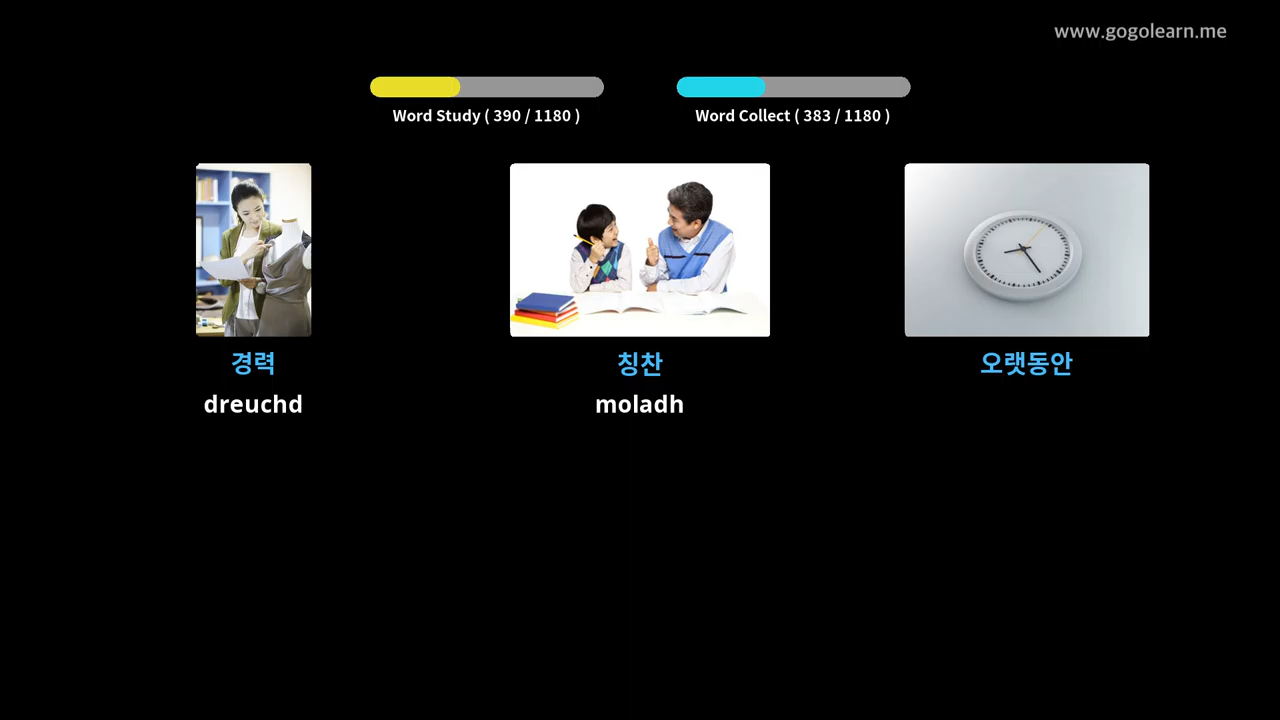 www.gogolearn.me
Word Study ( 390 / 1180 )
Word Collect ( 383 / 1180 )
경력
칭찬
오랫동안
dreuchd
moladh